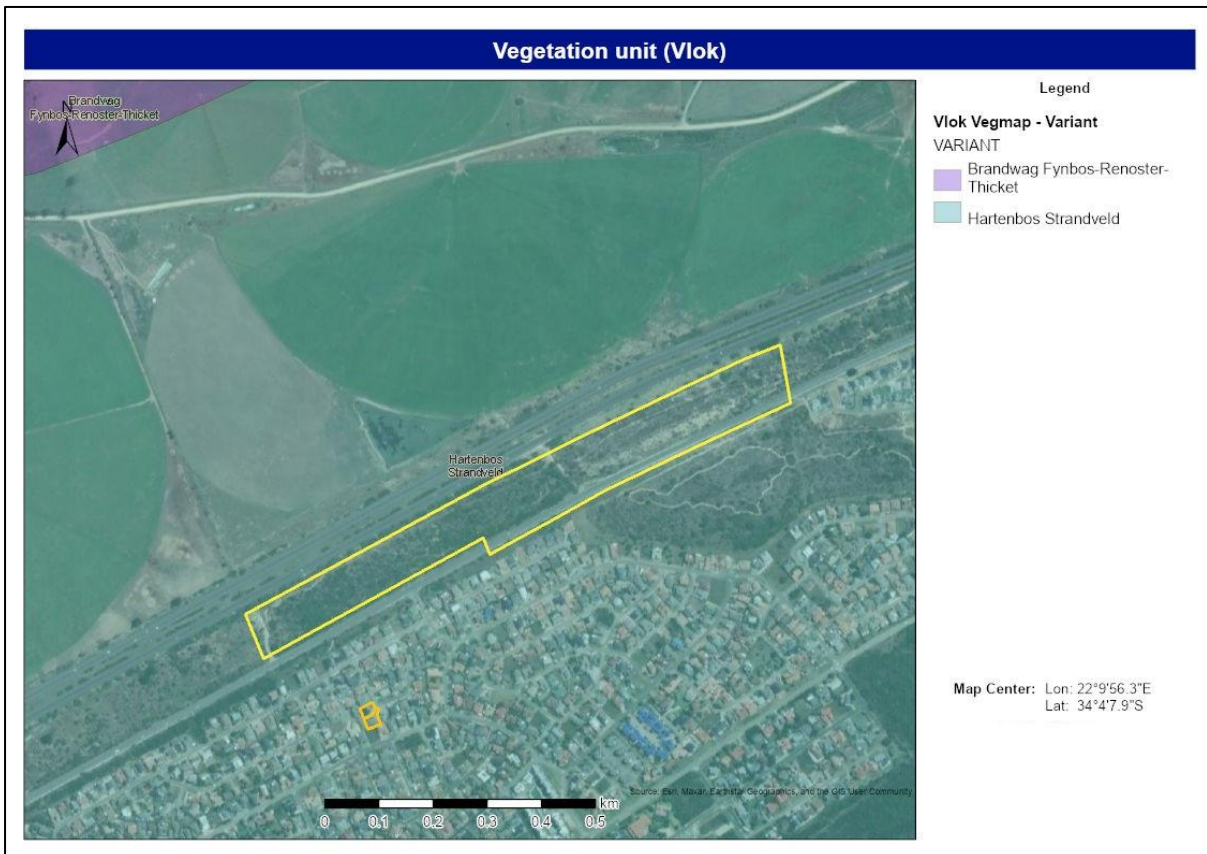 Vegetation unit (Vlok)
Brandwag
Fynbos-Renoster-Thicket
Hartenbos
Strandveld
Source: Esri, Maxar, Earthstar Geographics, and the GIS User Community
km
0 0.1 0.2 0.3 0.4 0.5
Legend
Vlok Vegmap - Variant
VARIANT
Brandwag Fynbos-Renoster-
Thicket
Hartenbos Strandveld
Map Center: Lon: 22°9'56.3"E
Lat: 34°4'7.9"S